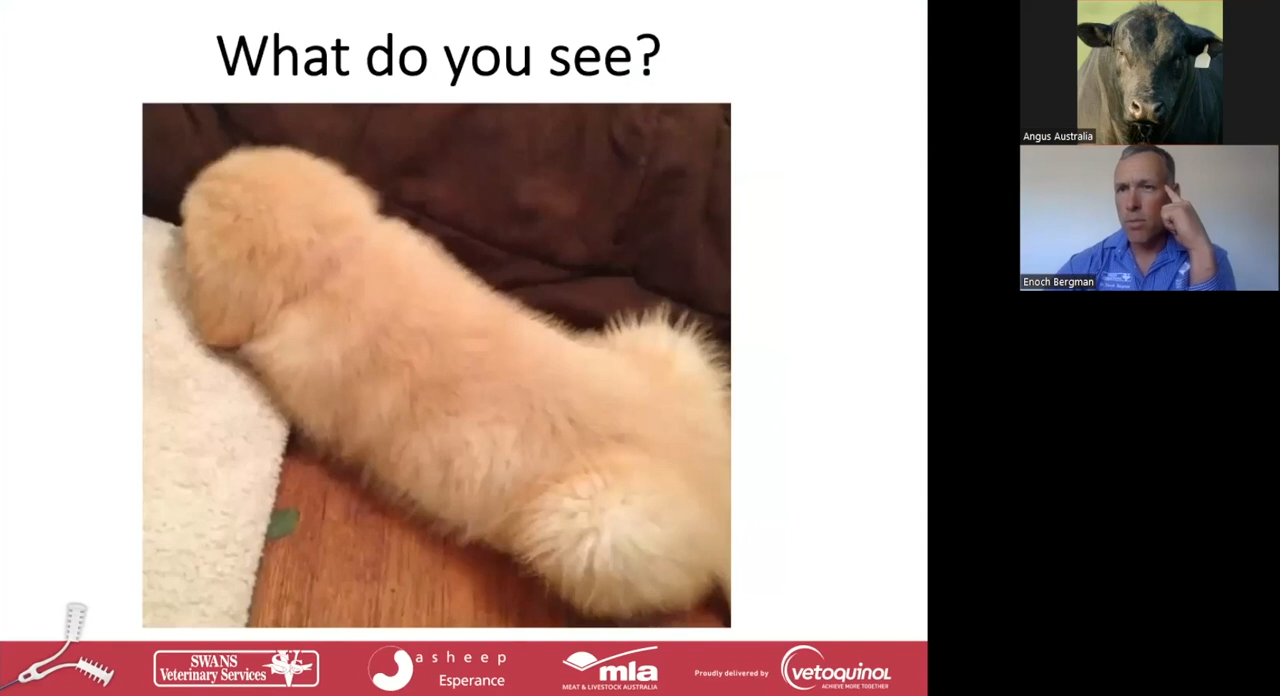 What do you see?
Angus Australia
Enoch Bergman
SWANS
Veterinary Services
asheep
Esperance
mla
MEAT & LIVESTOCK AUSTRALIA
Proudly delivered by
vetoquinol
ACHIEVE MORE TOGETHER